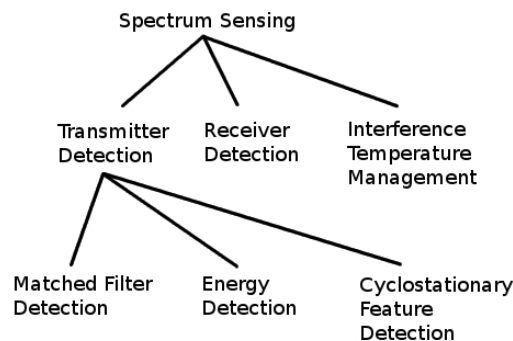 Spectrum Sensing
Transmitter
Detection
Receiver
Detection
Interference
Temperature
Management
Matched Filter
Detection
Energy
Detection
Cyclostationary
Feature
Detection